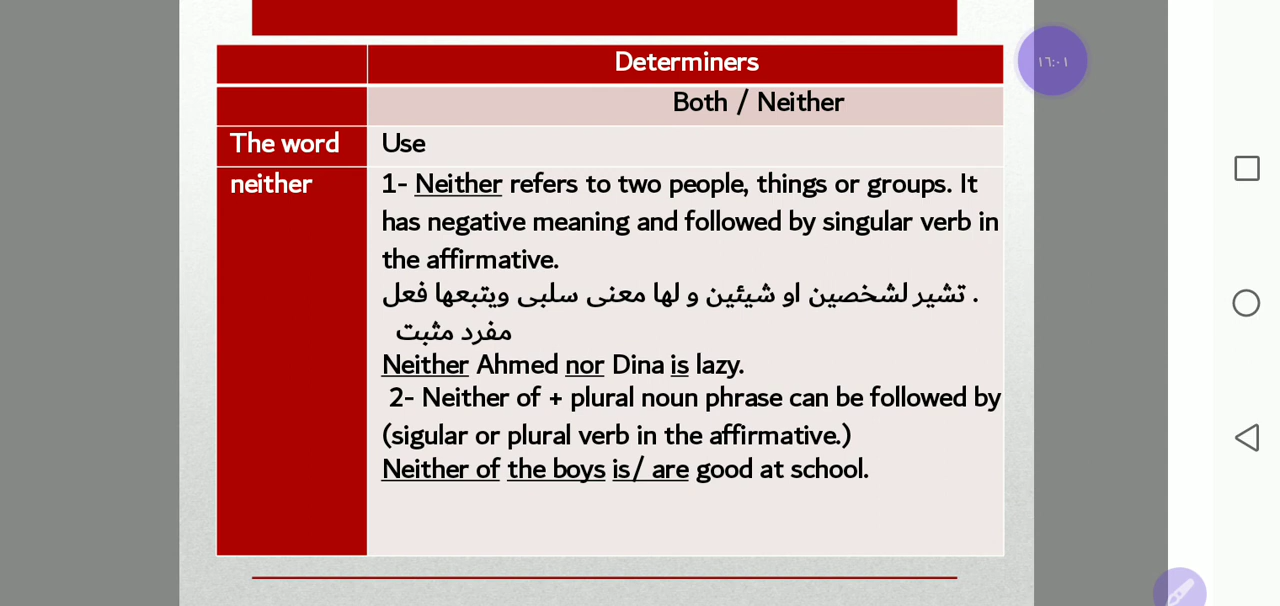 Determiners
١٦:٠١
Both / Neither
The word
Use
neither
1- Neither refers to two people, things or groups. It
has negative meaning and followed by singular verb in
the affirmative.
تشير لشخصين او شيئين و لها معنى سلبى ويتبعها فعل .
مفرد مثبت
Neither Ahmed nor Dina is lazy.
2- Neither of + plural noun phrase can be followed by
(sigular or plural verb in the affirmative.)
Neither of the boys is/ are good at school.